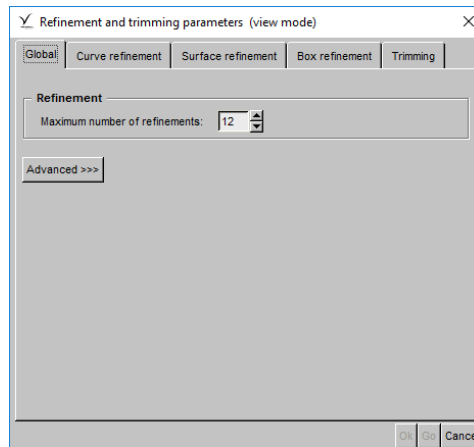 Refinement and trimming parameters (view mode)
Global Curve refinement Surface refinement Box refinement Trimming
Refinement
Maximum number of refinements: 12
Advanced >>>
Ok Go Cance